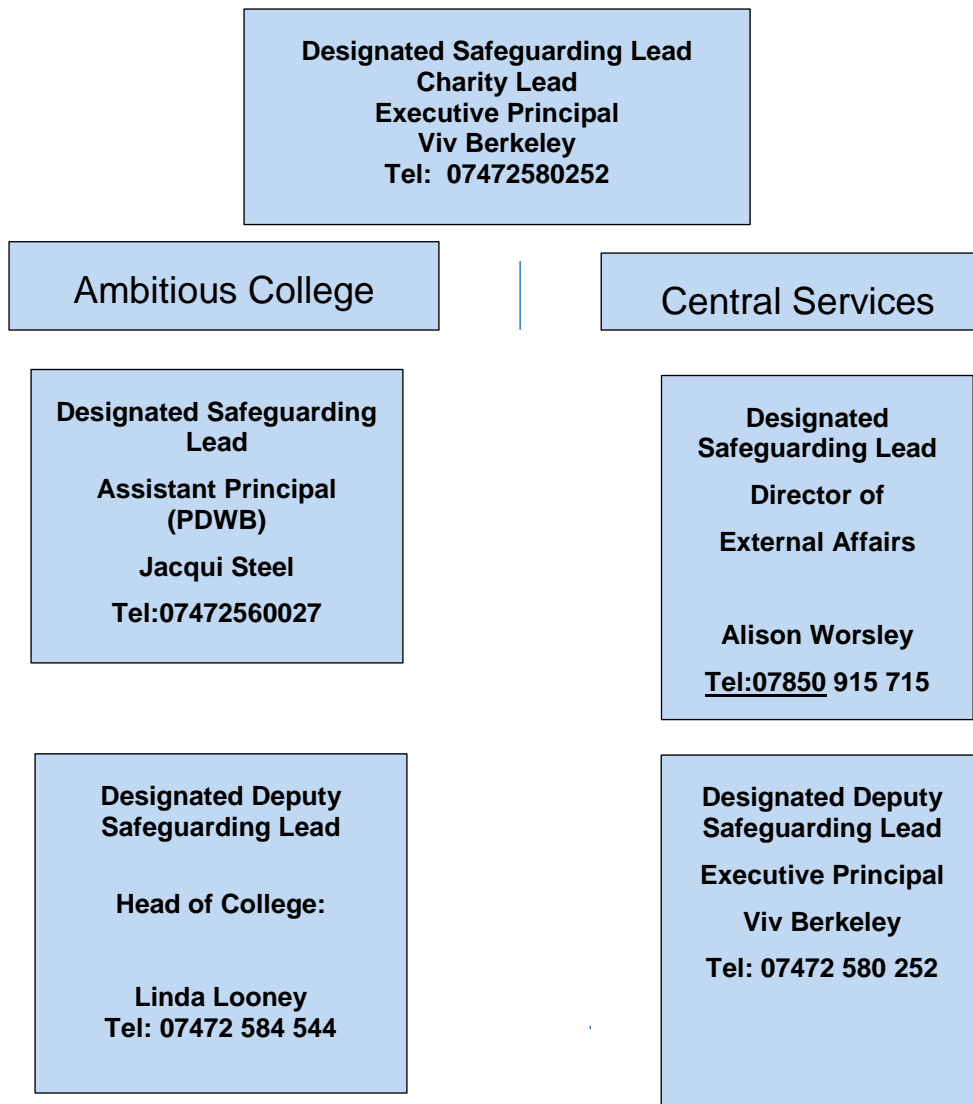 Designated Safeguarding Lead
Charity Lead
Executive Principal
Viv Berkeley
Tel:  07472580252
Ambitious College
Central Services
Designated Safeguarding
Lead
Assistant Principal
(PDWB)
Jacqui Steel
Tel:07472560027
Designated
Safeguarding Lead
Director of
External Affairs
Alison Worsley
Tel:07850 915 715
Designated Deputy
Safeguarding Lead
Head of College:
Linda Looney
Tel: 07472 584 544
Designated Deputy
Safeguarding Lead
Executive Principal
Viv Berkeley
Tel: 07472 580 252